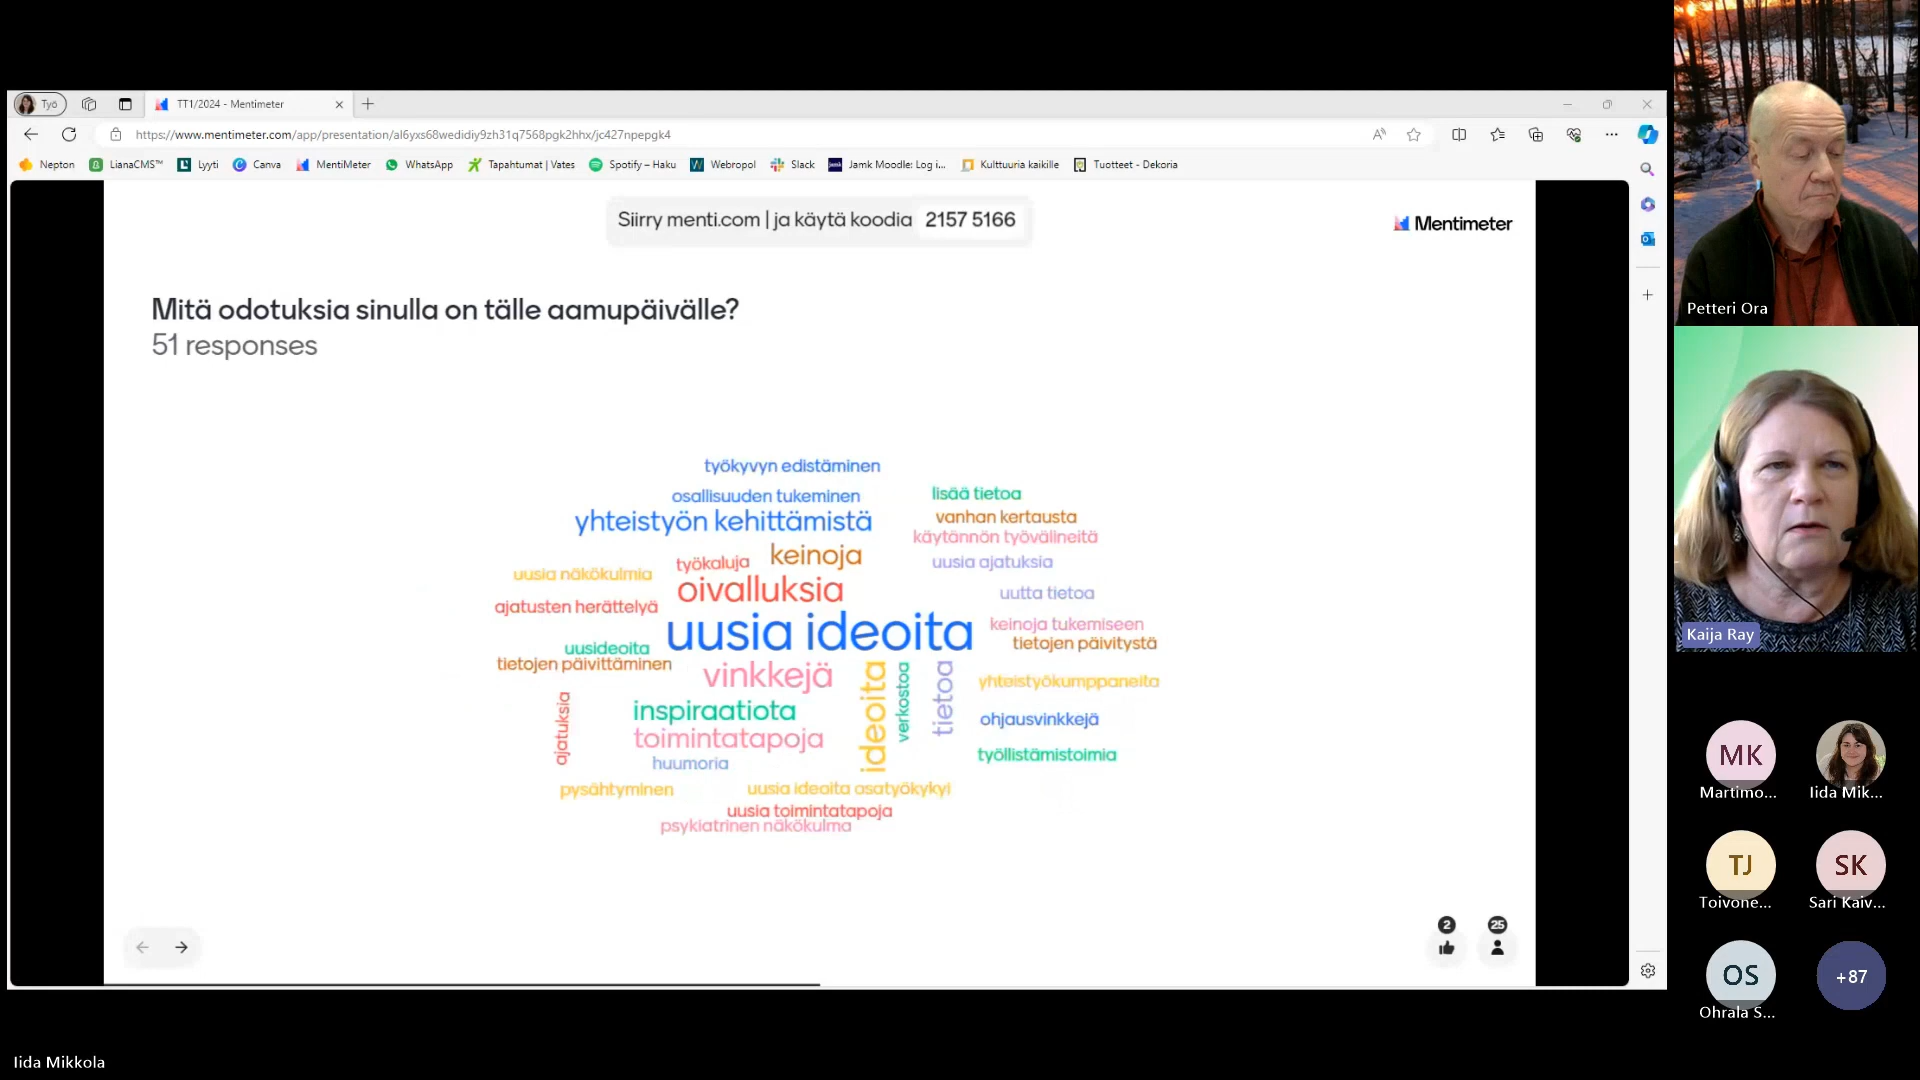 Työ
TT1/2024 - Mentimeter
https://www.mentimeter.com/app/presentation/al6yxs68wedidiy9zh31q7568pgk2hhx/jc427npepgk4
Nepton
LianaCMS™
Lyyti
Canva
MentiMeter
WhatsApp
Tapahtumat | Vates
Spotify – Haku
Webropol
Slack
Jamk Moodle: Log i...
Kulttuuria kaikille
Tuotteet - Dekoria
Siirry menti.com | ja käytä koodia 2157 5166
Mentimeter
Mitä odotuksia sinulla on tälle aamupäivälle?
51 responses
työkyvyn edistäminen
osallisuuden tukeminen
lisää tietoa
yhteistyön kehittämistä
vanhan kertausta
käytännön työvälineitä
keinoja
työkaluja
uusia ajatuksia
uusia näkökulmia
oivalluksia
uutta tietoa
ajatusten herättelyä
uusia ideoita
keinoja tukemiseen
tietojen päivitystä
uusideoita
tietojen päivittäminen
vinkkejä
ideoita
verkostoa
tietoa
yhteistyökumppaneita
ajatuksia
inspiraatiota
ohjausvinkkejä
toimintatapoja
työllistämistoimia
huumoria
pysähtyminen
uusia ideoita osatyökykyi
uusia toimintatapoja
psykiatrinen näkökulma
2
25
Petteri Ora
Kaija Ray
MK
Martimo...
Iida Mik...
TJ
Toivone...
SK
Sari Kaiv...
OS
Ohrala S...
+87
Iida Mikkola